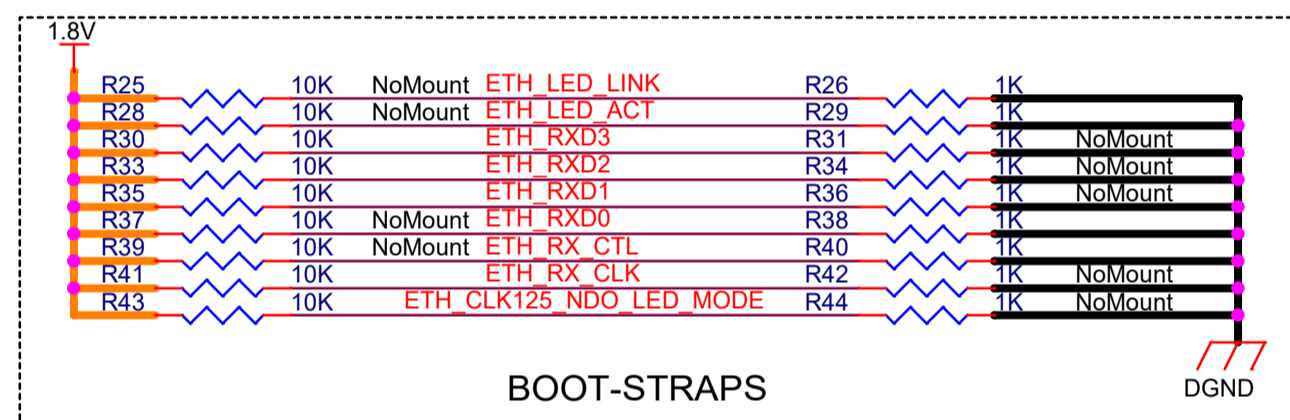 1.8V
R25 10K NoMount ETH_LED_LINK R26 1K
R28 10K NoMount ETH_LED_ACT R29 1K
R30 10K ETH_RXD3 R31 1K NoMount
R33 10K ETH_RXD2 R34 1K NoMount
R35 10K ETH_RXD1 R36 1K NoMount
R37 10K NoMount ETH_RXD0 R38 1K
R39 10K NoMount ETH_RX_CTL R40 1K
R41 10K ETH_RX_CLK R42 1K NoMount
R43 10K ETH_CLK125_NDO_LED_MODE R44 1K NoMount
BOOT-STRAPS
DGND